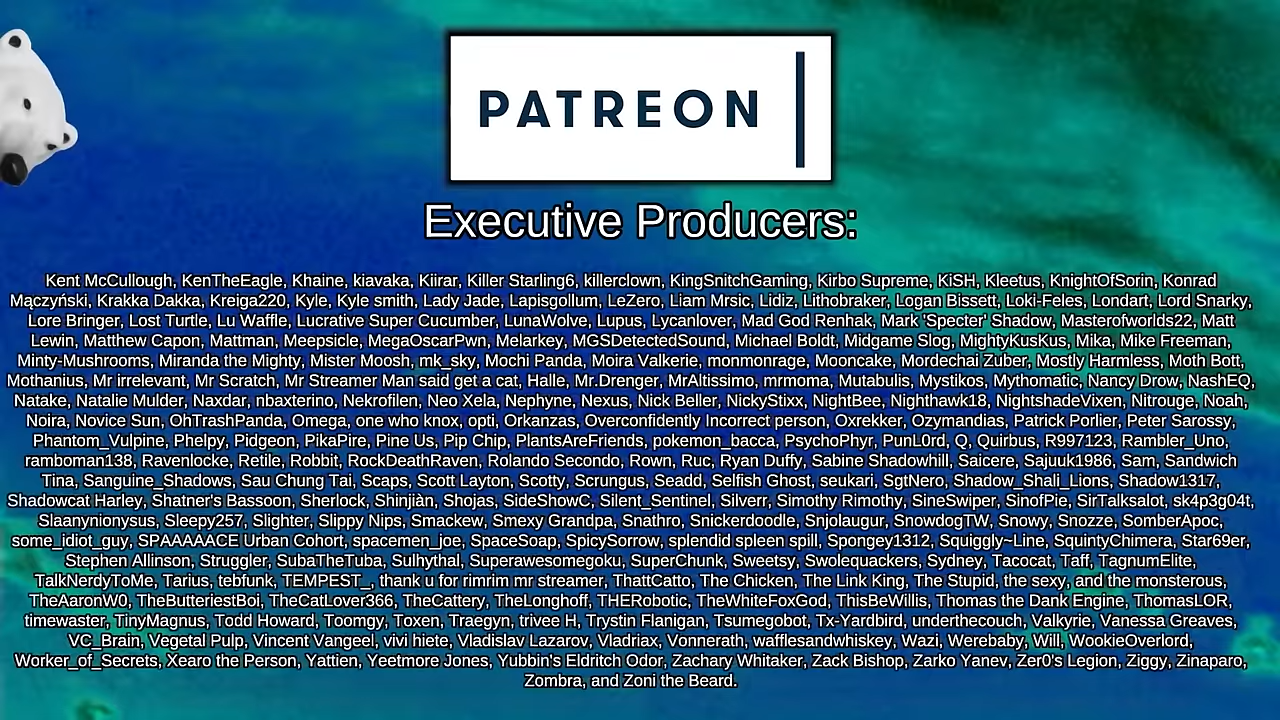 PATREON
Executive Producers:
Kent McCullough, KenTheEagle, Khaine, kiavaka, Kiirar, Killer Starling6, killerclown, KingSnitchGaming, Kirbo Supreme, KiSH, Kleetus, KnightOfSorin, Konrad
Mączyński, Krakka Dakka, Kreiga220, Kyle, Kyle smith, Lady Jade, Lapisgollum, LeZero, Liam Mrsic, Lidiz, Lithobraker, Logan Bissett, Loki-Feles, Londart, Lord Snarky,
Lore Bringer, Lost Turtle, Lu Waffle, Lucrative Super Cucumber, LunaWolve, Lupus, Lycanlover, Mad God Renhak, Mark 'Specter' Shadow, Masterofworlds22, Matt
Lewin, Matthew Capon, Mattman, Meepsicle, MegaOscarPwn, Melarkey, MGSDetectedSound, Michael Boldt, Midgame Slog, MightyKusKus, Mika, Mike Freeman,
Minty-Mushrooms, Miranda the Mighty, Mister Moosh, mk_sky, Mochi Panda, Moira Valkerie, monmonrage, Mooncake, Mordechai Zuber, Mostly Harmless, Moth Bott,
Mothanius, Mr irrelevant, Mr Scratch, Mr Streamer Man said get a cat, Halle, Mr.Drenger, MrAltissimo, mrmoma, Mutabulis, Mystikos, Mythomatic, Nancy Drow, NashEQ,
Natake, Natalie Mulder, Naxdar, nbaxterino, Nekrofilen, Neo Xela, Nephyne, Nexus, Nick Beller, NickyStixx, NightBee, Nighthawk18, NightshadeVixen, Nitrouge, Noah,
Noira, Novice Sun, OhTrashPanda, Omega, one who knox, opti, Orkanzas, Overconfidently Incorrect person, Oxrekker, Ozymandias, Patrick Porlier, Peter Sarossy,
Phantom_Vulpine, Phelpy, Pidgeon, PikaPire, Pine Us, Pip Chip, PlantsAreFriends, pokemon_bacca, PsychoPhyr, PunL0rd, Q, Quirbus, R997123, Rambler_Uno,
ramboman138, Ravenlocke, Retile, Robbit, RockDeathRaven, Rolando Secondo, Rown, Ruc, Ryan Duffy, Sabine Shadowhill, Saicere, Sajuuk1986, Sam, Sandwich
Tina, Sanguine_Shadows, Sau Chung Tai, Scaps, Scott Layton, Scotty, Scrungus, Seadd, Selfish Ghost, seukari, SgtNero, Shadow_Shali_Lions, Shadow1317,
Shadowcat Harley, Shatner's Bassoon, Sherlock, Shinjiàn, Shojas, SideShowC, Silent_Sentinel, Silverr, Simothy Rimothy, SineSwiper, SinofPie, SirTalksalot, sk4p3g04t,
Slaanynionysus, Sleepy257, Slighter, Slippy Nips, Smackew, Smexy Grandpa, Snathro, Snickerdoodle, Snjolaugur, SnowdogTW, Snowy, Snozze, SomberApoc,
some_idiot_guy, SPAAAAACE Urban Cohort, spacemen_joe, SpaceSoap, SpicySorrow, splendid spleen spill, Spongey1312, Squiggly~Line, SquintyChimera, Star69er,
Stephen Allinson, Struggler, SubaTheTuba, Sulhythal, Superawesomegoku, SuperChunk, Sweetsy, Swolequackers, Sydney, Tacocat, Taff, TagnumElite,
TalkNerdyToMe, Tarius, tebfunk, TEMPEST_, thank u for rimrim mr streamer, ThattCatto, The Chicken, The Link King, The Stupid, the sexy, and the monsterous,
TheAaronW0, TheButteriestBoi, TheCatLover366, TheCattery, TheLonghoff, THERobotic, TheWhiteFoxGod, ThisBeWillis, Thomas the Dank Engine, ThomasLOR,
timewaster, TinyMagnus, Todd Howard, Toomgy, Toxen, Traegyn, trivee H, Trystin Flanigan, Tsumegobut, Tx-Yardbird, underthecouch, Valkyrie, Vanessa Greaves,
VC_Brain, Vegetal Pulp, Vincent Vangeel, vivi hiete, Vladislav Lazarov, Vladriax, Vonnerath, wafflesandwhiskey, Wazi, Werebaby, Will, WookieOverlord,
Worker_of_Secrets, Xearo the Person, Yattien, Yeetmore Jones, Yubbin's Eldritch Odor, Zachary Whitaker, Zack Bishop, Zarko Yanev, Zer0's Legion, Ziggy, Zinaparo,
Zombra, and Zoni the Beard.